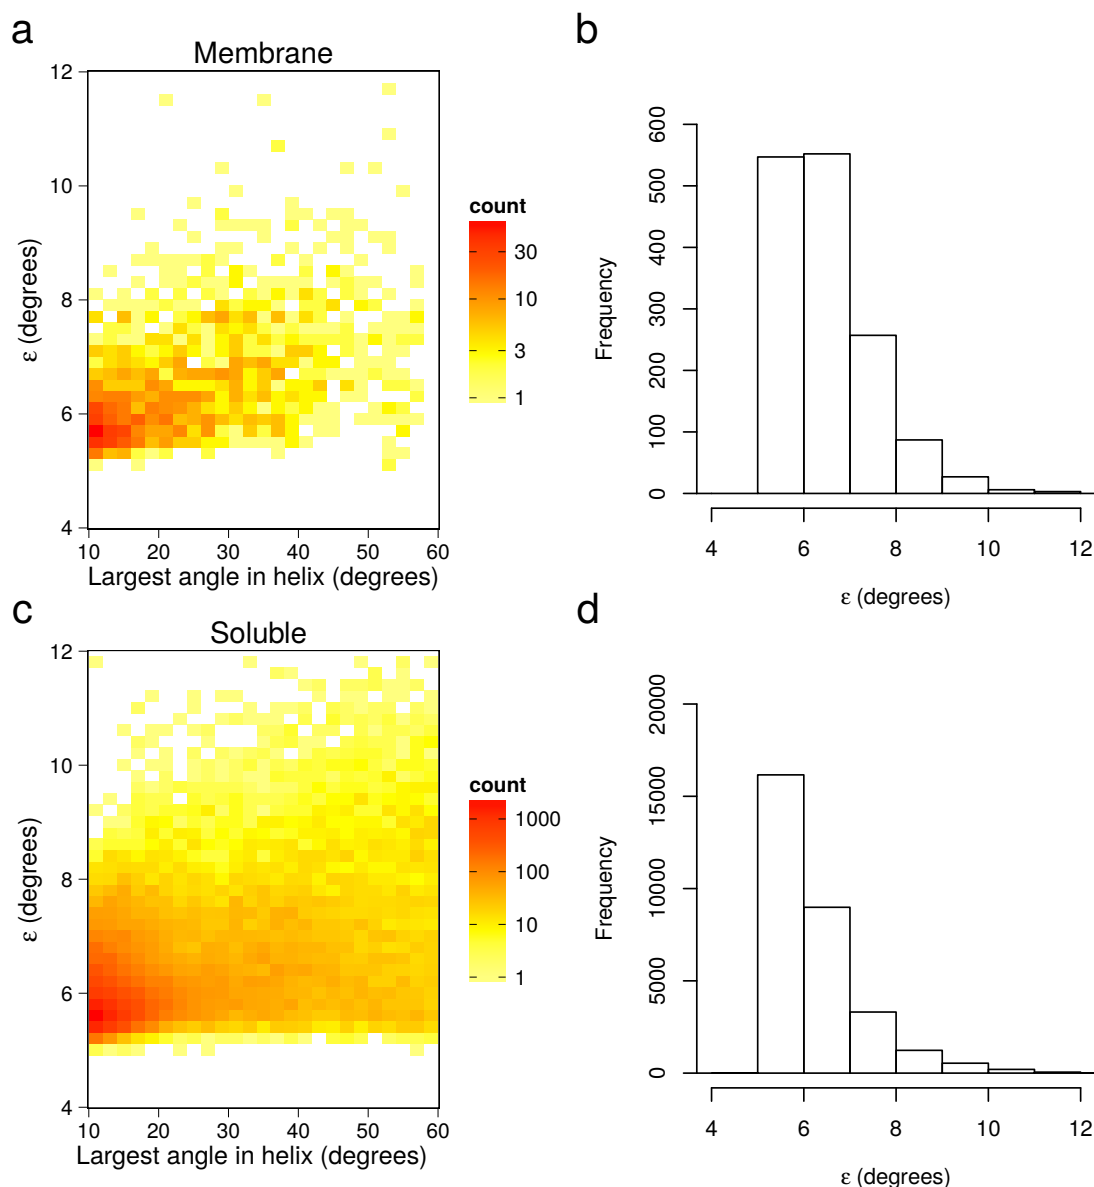 a
Membrane
12
10
8
6
4
ε (degrees)
10 20 30 40 50 60
Largest angle in helix (degrees)
count
30
10
3
1
b
600
500
400
300
200
100
0
Frequency
4 6 8 10 12
ε (degrees)
c
Soluble
12
10
8
6
4
ε (degrees)
10 20 30 40 50 60
Largest angle in helix (degrees)
count
1000
100
10
1
d
20000
15000
10000
5000
0
Frequency
4 6 8 10 12
ε (degrees)